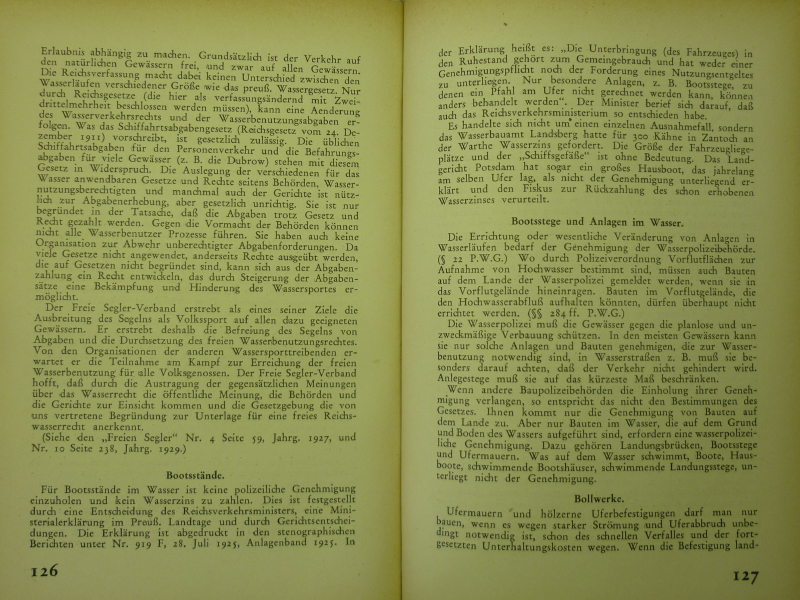 Erlaubnis abhängig zu machen. Grundsätzlich ist der Verkehr auf
den natürlichen Gewässern frei, und zwar auf allen Gewässern.
Die Reichsverfassung macht dabei keinen Unterschied zwischen den
Wasserläufen verschiedener Größe wie das preuß. Wassergesetz. Nur
durch Reichsgesetze (die hier als verfassungsändernd mit Zwei-
drittelmehrheit beschlossen werden müssen), kann eine Aenderung
des Wasserverkehrsrechts und der Wasserbenutzungsabgaben er-
folgen. Was das Schiffahrtsabgabengesetz (Reichsgesetz vom 24. De-
zember 1911) vorschreibt, ist gesetzlich zulässig. Die üblichen
Schiffahrtsabgaben für den Personenverkehr und die Befahrungs-
abgaben für viele Gewässer (z. B. die Dubrow) stehen mit diesem
Gesetz in Widerspruch. Die Auslegung der verschiedenen für das
Wasser anwendbaren Gesetze und Rechte seitens Behörden, Wasser-
nutzungsberechtigten und manchmal auch der Gerichte ist nütz-
lich zur Abgabenerhebung, aber gesetzlich unrichtig. Sie ist nur
begründet in der Tatsache, daß die Abgaben trotz Gesetz und
Recht gezahlt werden. Gegen die Vormacht der Behörden können
nicht alle Wasserbenutzer Prozesse führen. Sie haben auch keine
Organisation zur Abwehr unberechtigter Abgabenforderungen. Da
viele Gesetze nicht angewendet, anderseits Rechte ausgeübt werden,
die auf Gesetzen nicht begründet sind, kann sich aus der Abgaben-
zahlung ein Recht entwickeln, das durch Steigerung der Abgaben-
sätze eine Bekämpfung und Hinderung des Wassersportes er-
möglicht.
Der Freie Segler-Verband erstrebt als eines seiner Ziele die
Ausbreitung des Segelns als Volkssport auf allen dazu geeigneten
Gewässern. Er erstrebt deshalb die Befreiung des Segelns von
Abgaben und die Durchsetzung des freien Wasserbenutzungsrechtes.
Von den Organisationen der anderen Wassersporttreibenden er-
wartet er die Teilnahme am Kampf zur Erreichung der freien
Wasserbenutzung für alle Volksgenossen. Der Freie Segler-Verband
hofft, daß durch die Austragung der gegensätzlichen Meinungen
über das Wasserrecht die öffentliche Meinung, die Behörden und
die Gerichte zur Einsicht kommen und die Gesetzgebung die von
uns vertretene Begründung zur Unterlage für eine freies Reichs-
wasserrecht anerkennt.
(Siehe den „Freien Segler“ Nr. 4 Seite 59, Jahrg. 1927, und
Nr. 10 Seite 238, Jahrg. 1929.)
Bootsstände.
Für Bootsstände im Wasser ist keine polizeiliche Genehmigung
einzuholen und kein Wasserzins zu zahlen. Dies ist festgestellt
durch eine Entscheidung des Reichsverkehrsministers, eine Mini-
sterialerklärung im Preuß. Landtage und durch Gerichtsentschei-
dungen. Die Erklärung ist abgedruckt in den stenographischen
Berichten unter Nr. 919 F, 28. Juli 1925, Anlagenband 1925. In
126
der Erklärung heißt es: „Die Unterbringung (des Fahrzeuges) in
den Ruhestand gehört zum Gemeingebrauch und hat weder einer
Genehmigungspflicht noch der Forderung eines Nutzungsentgeltes
zu unterliegen. Nur besondere Anlagen, z. B. Bootsstege, zu
denen ein Pfahl am Ufer nicht gerechnet werden kann, können
anders behandelt werden“. Der Minister berief sich darauf, daß
auch das Reichsverkehrsministerium so entschieden habe.
Es handelte sich nicht um einen einzelnen Ausnahmefall, sondern
das Wasserbauamt Landsberg hatte für 300 Kähne in Zantoch an
der Warthe Wasserzins gefordert. Die Größe der Fahrzeugliege-
plätze und der „Schiffsgefäße“ ist ohne Bedeutung. Das Land-
gericht Potsdam hat sogar ein großes Hausboot, das jahrelang
am selben Ufer lag, als nicht der Genehmigung unterliegend er-
klärt und den Fiskus zur Rückzahlung des schon erhobenen
Wasserzinses verurteilt.
Bootsstege und Anlagen im Wasser.
Die Errichtung oder wesentliche Veränderung von Anlagen in
Wasserläufen bedarf der Genehmigung der Wasserpolizeibehörde.
(§ 22 P.W.G.) Wo durch Polizeiverordnung Vorflutflächen zur
Aufnahme von Hochwasser bestimmt sind, müssen auch Bauten
auf dem Lande der Wasserpolizei gemeldet werden, wenn sie in
das Vorflutgelände hineinragen. Bauten im Vorflutgelände, die
den Hochwasserabfluß aufhalten könnten, dürfen überhaupt nicht
errichtet werden. (§§ 284 ff. P.W.G.)
Die Wasserpolizei muß die Gewässer gegen die planlose und un-
zweckmäßige Verbauung schützen. In den meisten Gewässern kann
sie nur solche Anlagen und Bauten genehmigen, die zur Wasser-
benutzung notwendig sind, in Wasserstraßen z. B. muß sie be-
sonders darauf achten, daß der Verkehr nicht gehindert wird.
Anlegestege muß sie auf das kürzeste Maß beschränken.
Wenn andere Baupolizeibehörden die Einholung ihrer Geneh-
migung verlangen, so entspricht das nicht den Bestimmungen des
Gesetzes. Ihnen kommt nur die Genehmigung von Bauten auf
dem Lande zu. Aber nur Bauten im Wasser, die auf dem Grund
und Boden des Wassers aufgeführt sind, erfordern eine wasserpolizei-
liche Genehmigung. Dazu gehören Landungsbrücken, Bootsstege
und Ufermauern. Was auf dem Wasser schwimmt, Boote, Haus-
boote, schwimmende Bootshäuser, schwimmende Landungsstege, un-
terliegt nicht der Genehmigung.
Bollwerke.
Ufermauern und hölzerne Uferbefestigungen darf man nur
bauen, wenn es wegen starker Strömung und Uferabbruch unbe-
dingt notwendig ist, schon des schnellen Verfalles und der fort-
gesetzten Unterhaltungskosten wegen. Wenn die Befestigung land-
127